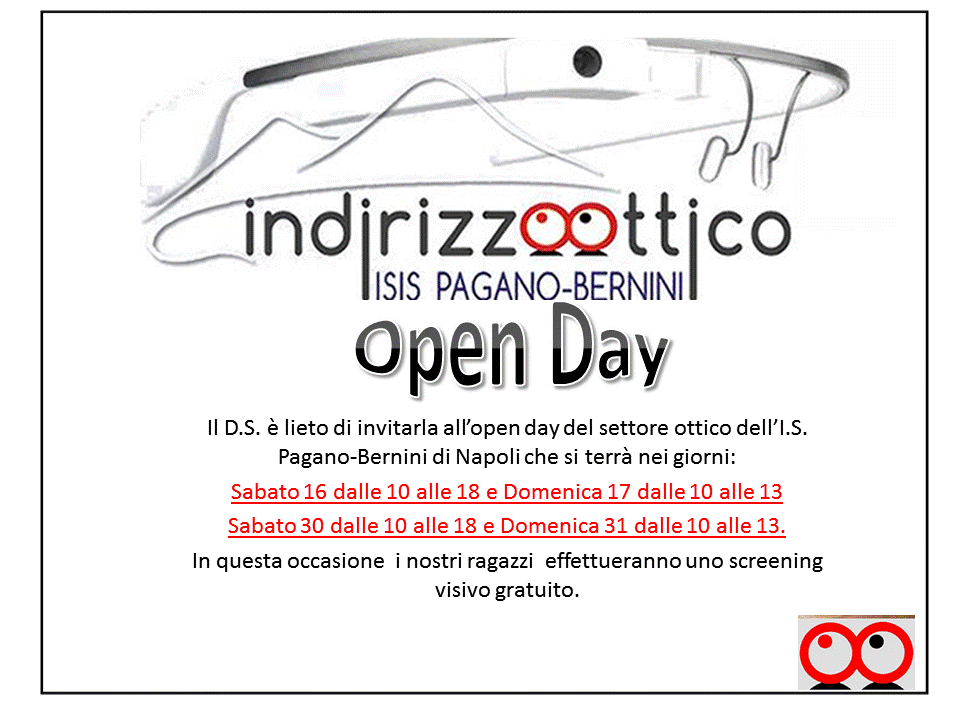 indirizzoottico
ISIS PAGANO-BERNINI
Open Day
Il D.S. è lieto di invitarla all’open day del settore ottico dell’I.S.
Pagano-Bernini di Napoli che si terrà nei giorni:
Sabato 16 dalle 10 alle 18 e Domenica 17 dalle 10 alle 13
Sabato 30 dalle 10 alle 18 e Domenica 31 dalle 10 alle 13.
In questa occasione i nostri ragazzi effettueranno uno screening
visivo gratuito.